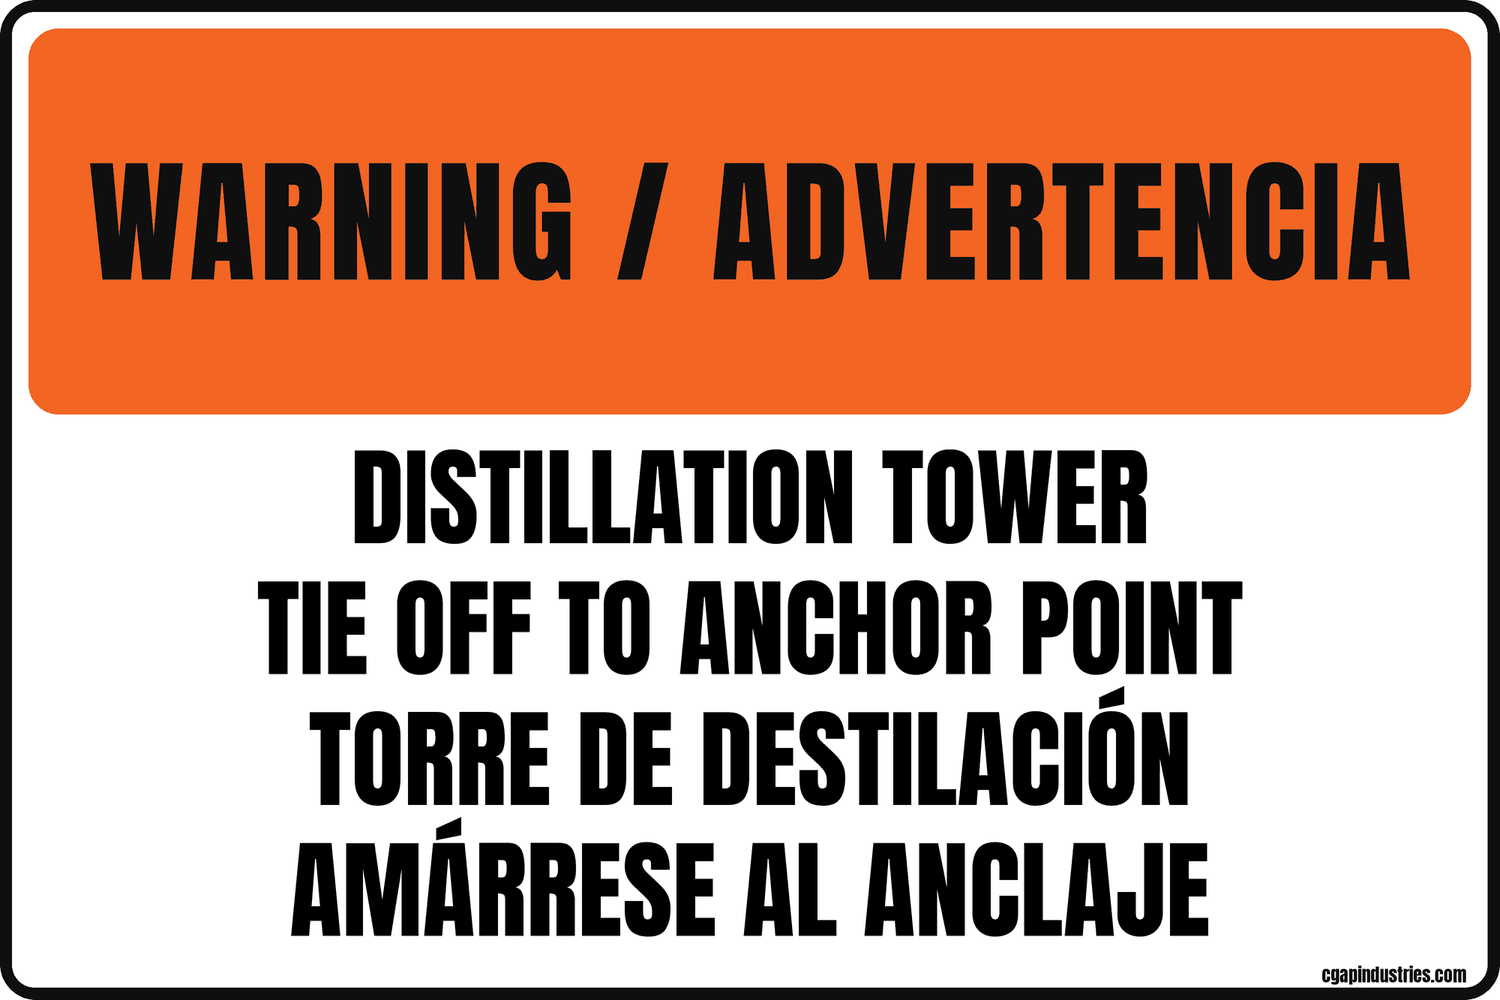 WARNING / ADVERTENCIA
DISTILLATION TOWER
TIE OFF TO ANCHOR POINT
TORRE DE DESTILACIÓN
AMÁRRESE AL ANCLAJE
cgapindustries.com